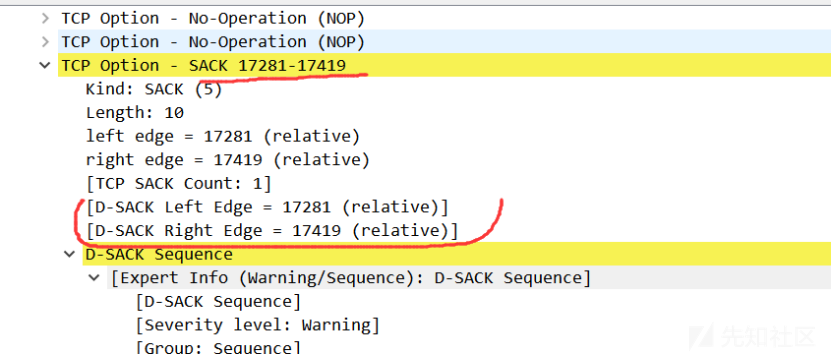 TCP Option - No-Operation (NOP)
TCP Option - No-Operation (NOP)
TCP Option - SACK 17281-17419
Kind: SACK (5)
Length: 10
left edge = 17281 (relative)
right edge = 17419 (relative)
[TCP SACK Count: 1]
[D-SACK Left Edge = 17281 (relative)]
[D-SACK Right Edge = 17419 (relative)]
D-SACK Sequence
[Expert Info (Warning/Sequence): D-SACK Sequence]
[D-SACK Sequence]
[Severity level: Warning]
[Group: Sequence]
先知社区